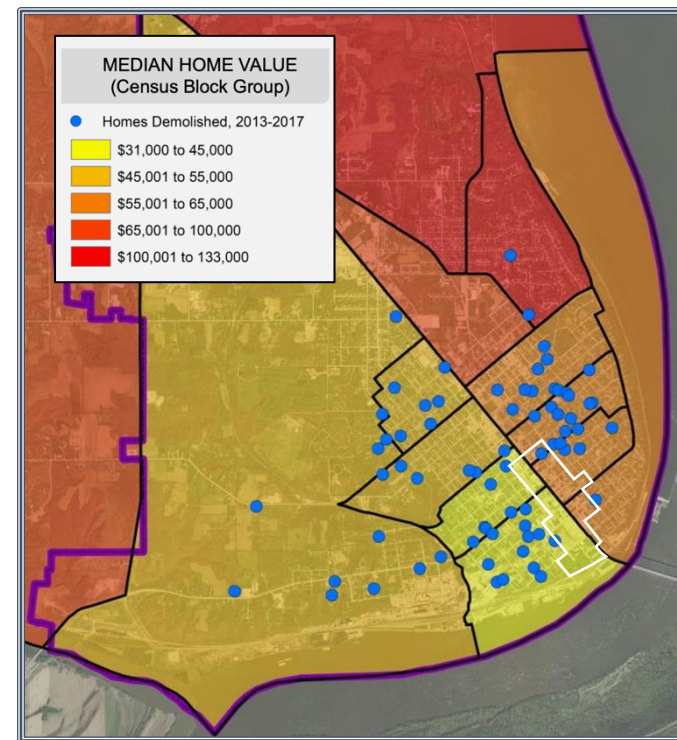 MEDIAN HOME VALUE
(Census Block Group)
Homes Demolished, 2013-2017
$31,000 to 45,000
$45,001 to 55,000
$55,001 to 65,000
$65,001 to 100,000
$100,001 to 133,000